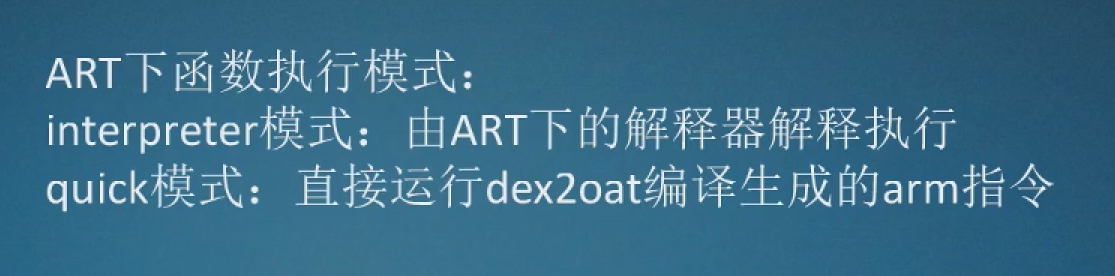 ART下函数执行模式：
interpreter模式：由ART下的解释器解释执行
quick模式：直接运行dex2oat编译生成的arm指令